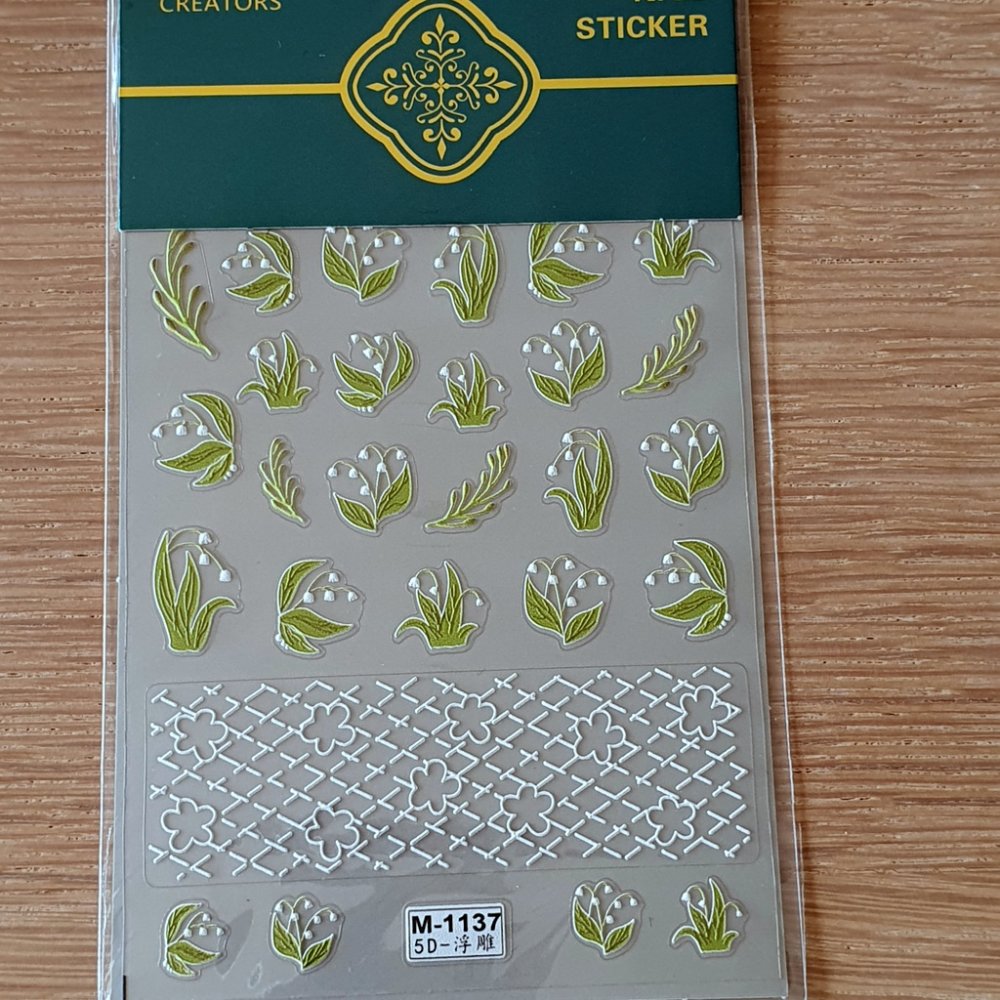 CREATORS
STICKER
M-1137
5D-浮雕